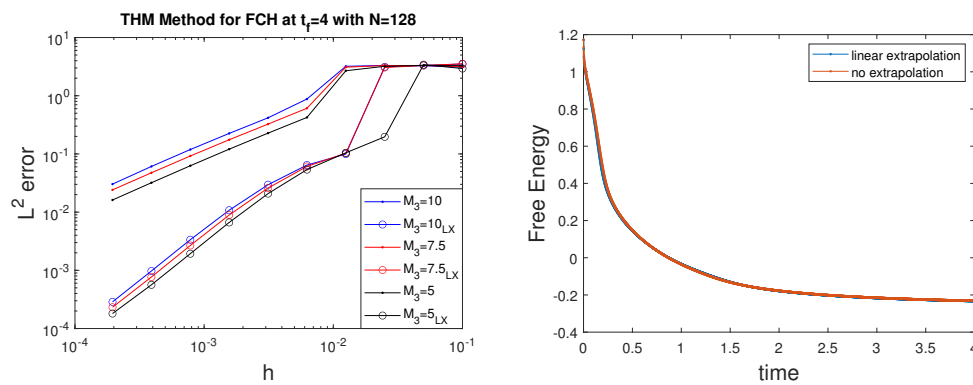 THM Method for FCH at t_f=4 with N=128
10^1
10^0
10^-1
10^-2
10^-3
10^-4
L^2 error
M_3=10
M_3=10_LX
M_3=7.5
M_3=7.5_LX
M_3=5
M_3=5_LX
10^-4
10^-3
10^-2
10^-1
h
1.2
1
0.8
0.6
0.4
0.2
0
-0.2
-0.4
Free Energy
linear extrapolation
no extrapolation
0
0.5
1
1.5
2
2.5
3
3.5
4
time